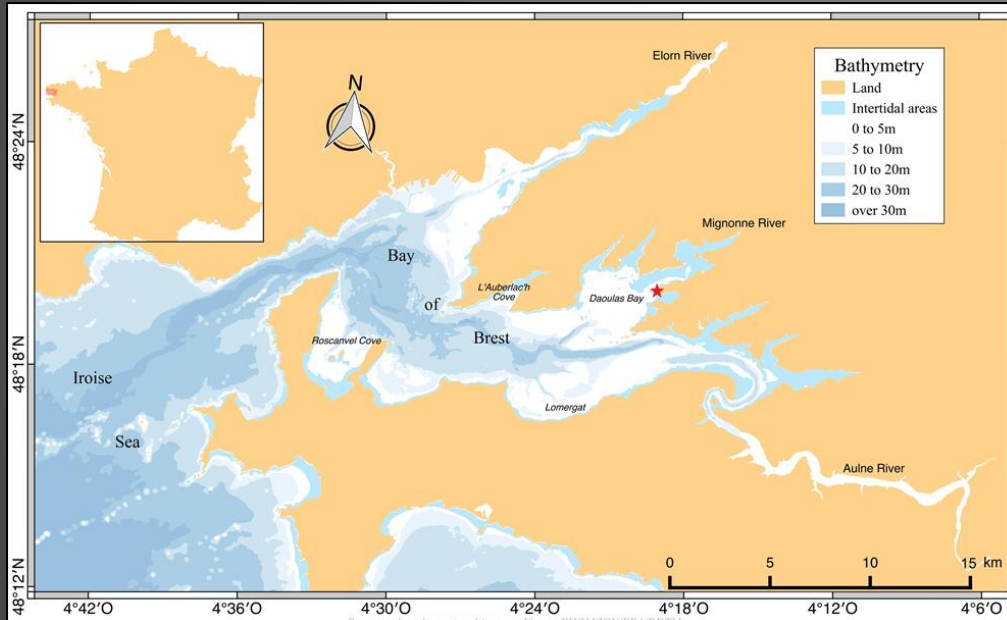 N
Elorn River
Mignonne River
Bathymetry
Land
Intertidal areas
0 to 5m
5 to 10m
10 to 20m
20 to 30m
over 30m
Bay
of
Brest
L'Auberlac'h
Cove
Daoulas Bay
Roscanvel Cove
Lomergat
Iroise
Sea
Aulne River
0 5 10 15 km
48°24'N
48°18'N
48°12'N
4°42'O 4°36'O 4°30'O 4°24'O 4°18'O 4°12'O 4°6'O